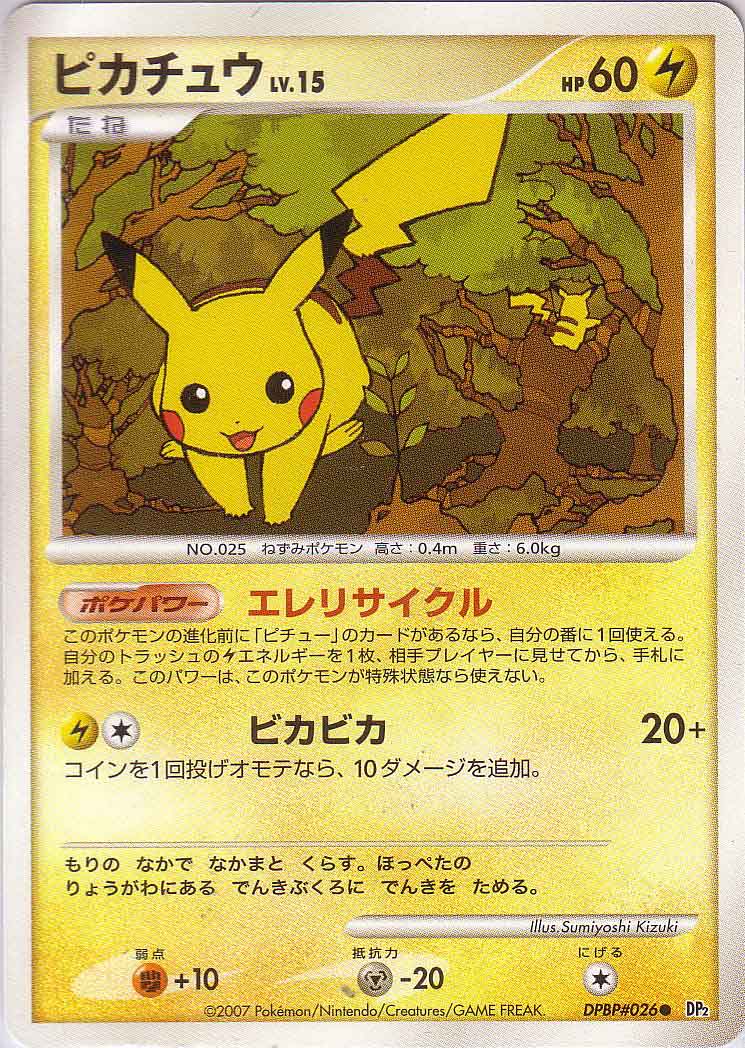 ピカチュウ LV.15 HP 60
たね
NO.025 ねずみポケモン 高さ:0.4m 重さ:6.0kg
ポケパワー エレリサイクル
このポケモンの進化前に「ピチュー」のカードがあるなら、自分の番に1回使える。
自分のトラッシュのエネルギーを1枚、相手プレイヤーに見せてから、手札に
加える。このパワーは、このポケモンが特殊状態なら使えない。
ビカビカ 20+
コインを1回投げオモテなら、10ダメージを追加。
もりの なかで なかまと くらす。ほっぺたの
りょうがわにある でんきぶくろに でんきを ためる。
Illus.Sumiyoshi Kizuki
弱点 +10 抵抗力 -20 にげる
©2007 Pokémon/Nintendo/Creatures/GAME FREAK. DPBP#026 DP2